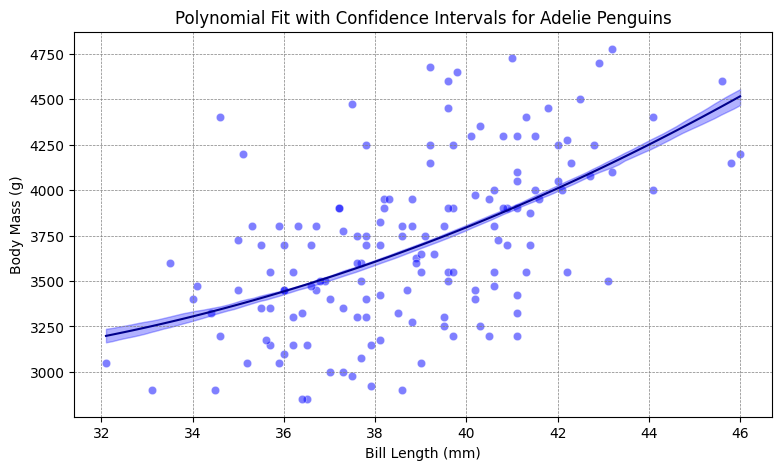 Polynomial Fit with Confidence Intervals for Adelie Penguins
4750
4500
4250
4000
3750
3500
3250
3000
Body Mass (g)
32 34 36 38 40 42 44 46
Bill Length (mm)